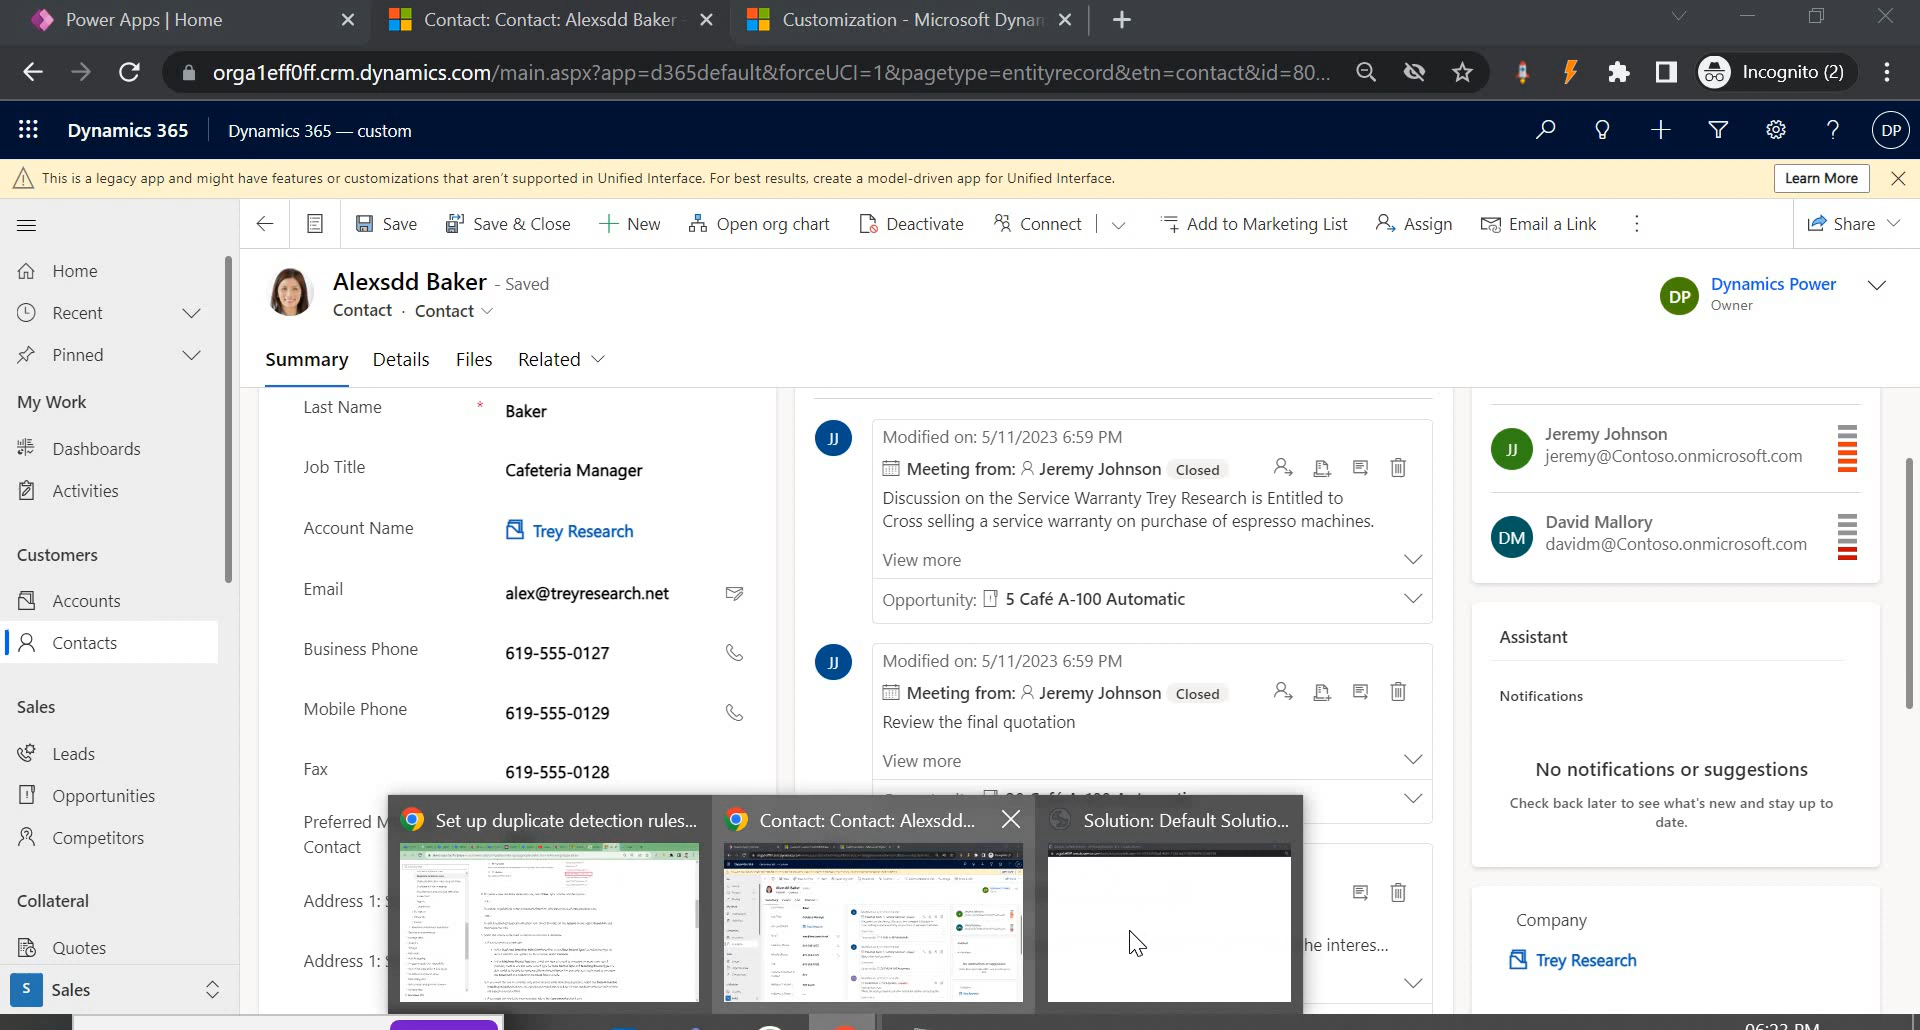 Power Apps | Home
Contact: Contact: Alexsdd Baker
Customization - Microsoft Dynar
orga1eff0ff.crm.dynamics.com/main.aspx?app=d365default&forceUCI=1&pagetype=entityrecord&etn=contact&id=80...
Incognito (2)
Dynamics 365
Dynamics 365 — custom
DP
This is a legacy app and might have features or customizations that aren't supported in Unified Interface. For best results, create a model-driven app for Unified Interface.
Learn More
Save
Save & Close
New
Open org chart
Deactivate
Connect
Add to Marketing List
Assign
Email a Link
Share
Home
Recent
Pinned
My Work
Dashboards
Activities
Customers
Accounts
Contacts
Sales
Leads
Opportunities
Competitors
Collateral
Quotes
S
Sales
Alexsdd Baker - Saved
Contact · Contact
DP
Dynamics Power
Owner
Summary
Details
Files
Related
Last Name
*
Baker
Job Title
Cafeteria Manager
Account Name
Trey Research
Email
alex@treyresearch.net
Business Phone
619-555-0127
Mobile Phone
619-555-0129
Fax
619-555-0128
Preferred M
Contact
Address 1: S
Address 1: S
JJ
Modified on: 5/11/2023 6:59 PM
Meeting from: Jeremy Johnson Closed
Discussion on the Service Warranty Trey Research is Entitled to
Cross selling a service warranty on purchase of espresso machines.
View more
Opportunity: 5 Café A-100 Automatic
JJ
Modified on: 5/11/2023 6:59 PM
Meeting from: Jeremy Johnson Closed
Review the final quotation
View more
he interes...
JJ
Jeremy Johnson
jeremy@Contoso.onmicrosoft.com
DM
David Mallory
davidm@Contoso.onmicrosoft.com
Assistant
Notifications
No notifications or suggestions
Check back later to see what's new and stay up to
date.
Company
Trey Research
Set up duplicate detection rules...
Contact: Contact: Alexsdd...
Solution: Default Solutio...
06:23 PM